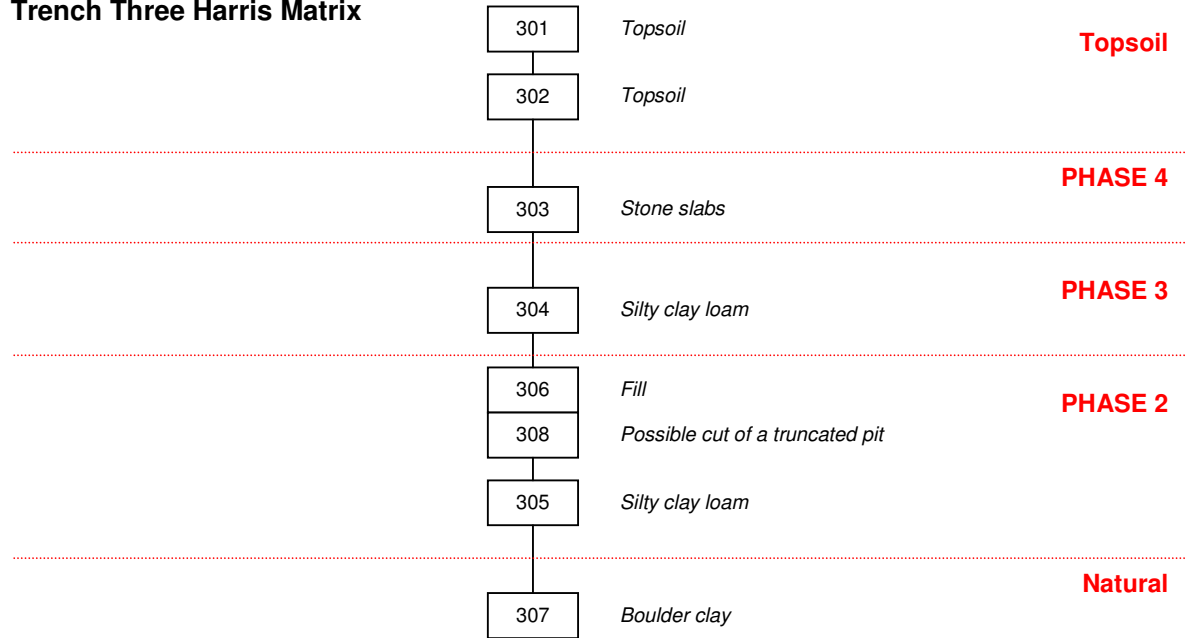 Trench Three Harris Matrix
301 Topsoil
Topsoil
302 Topsoil
PHASE 4
303 Stone slabs
PHASE 3
304 Silty clay loam
306 Fill
PHASE 2
308 Possible cut of a truncated pit
305 Silty clay loam
Natural
307 Boulder clay